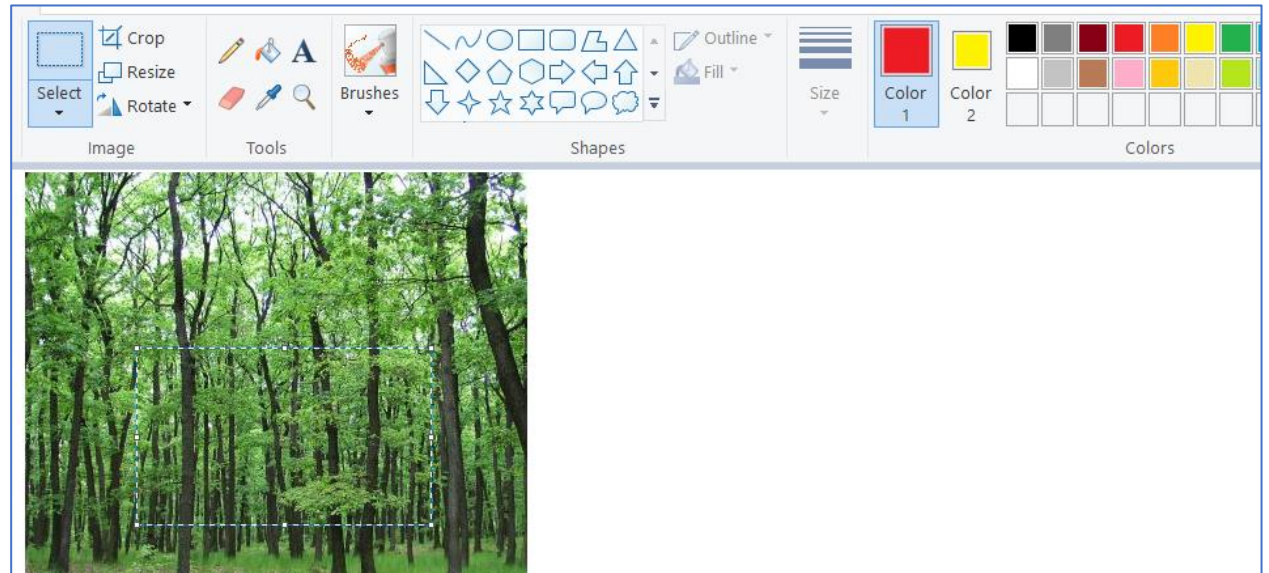 Select
Crop
Resize
Rotate
Image
A
Tools
Brushes
Outline
Fill
Shapes
Size
Color
1
Color
2
Colors